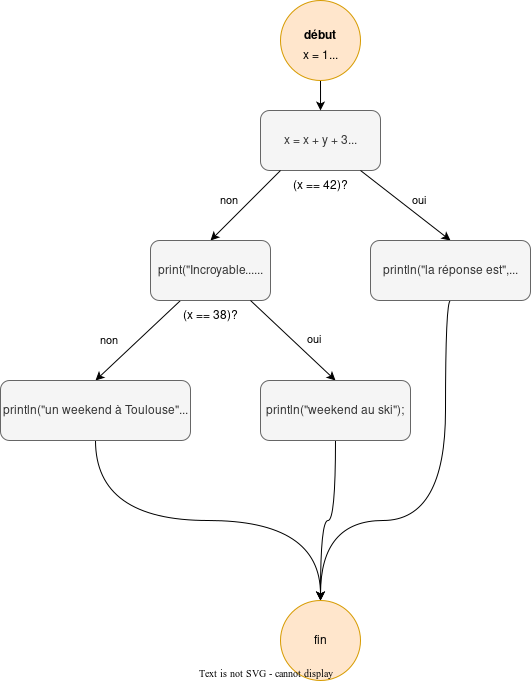 début
x = 1...
x = x + y + 3...
(x == 42)?
non
oui
print("Incroyable......
println("la réponse est",...
(x == 38)?
non
oui
println("un weekend à Toulouse"...
println("weekend au ski");
fin
Text is not SVG - cannot display